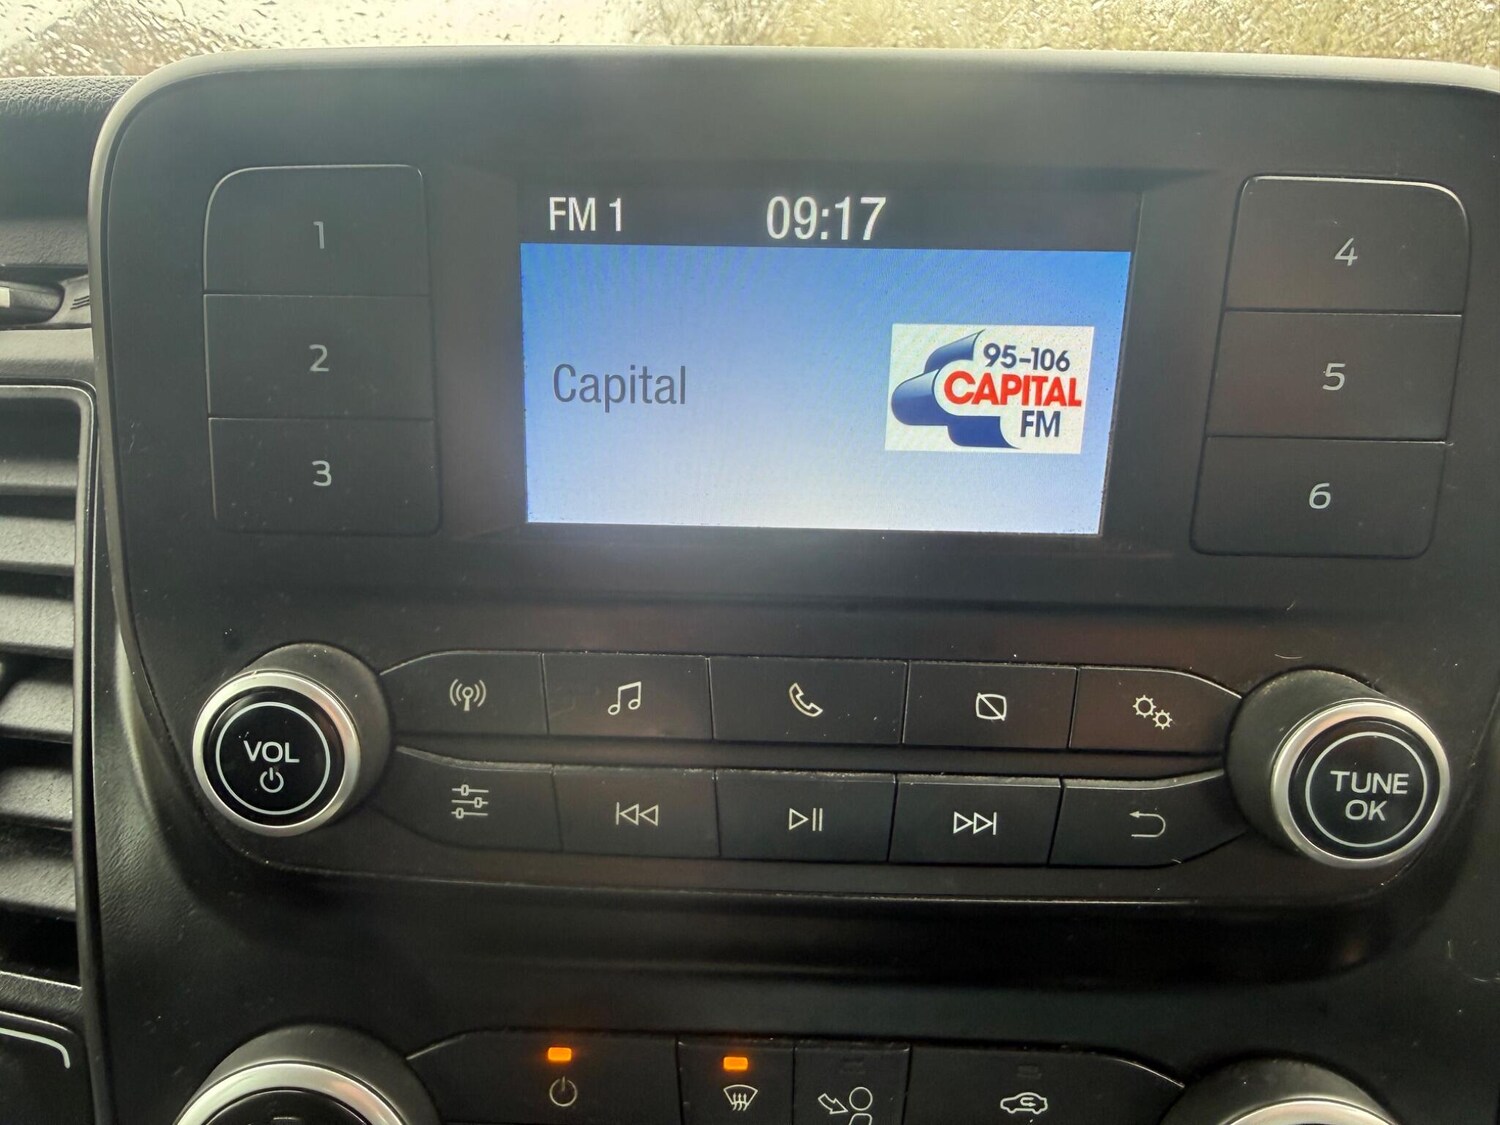 FM 1
09:17
Capital
95-106
CAPITAL
FM
1
2
3
4
5
6
VOL
TUNE
OK